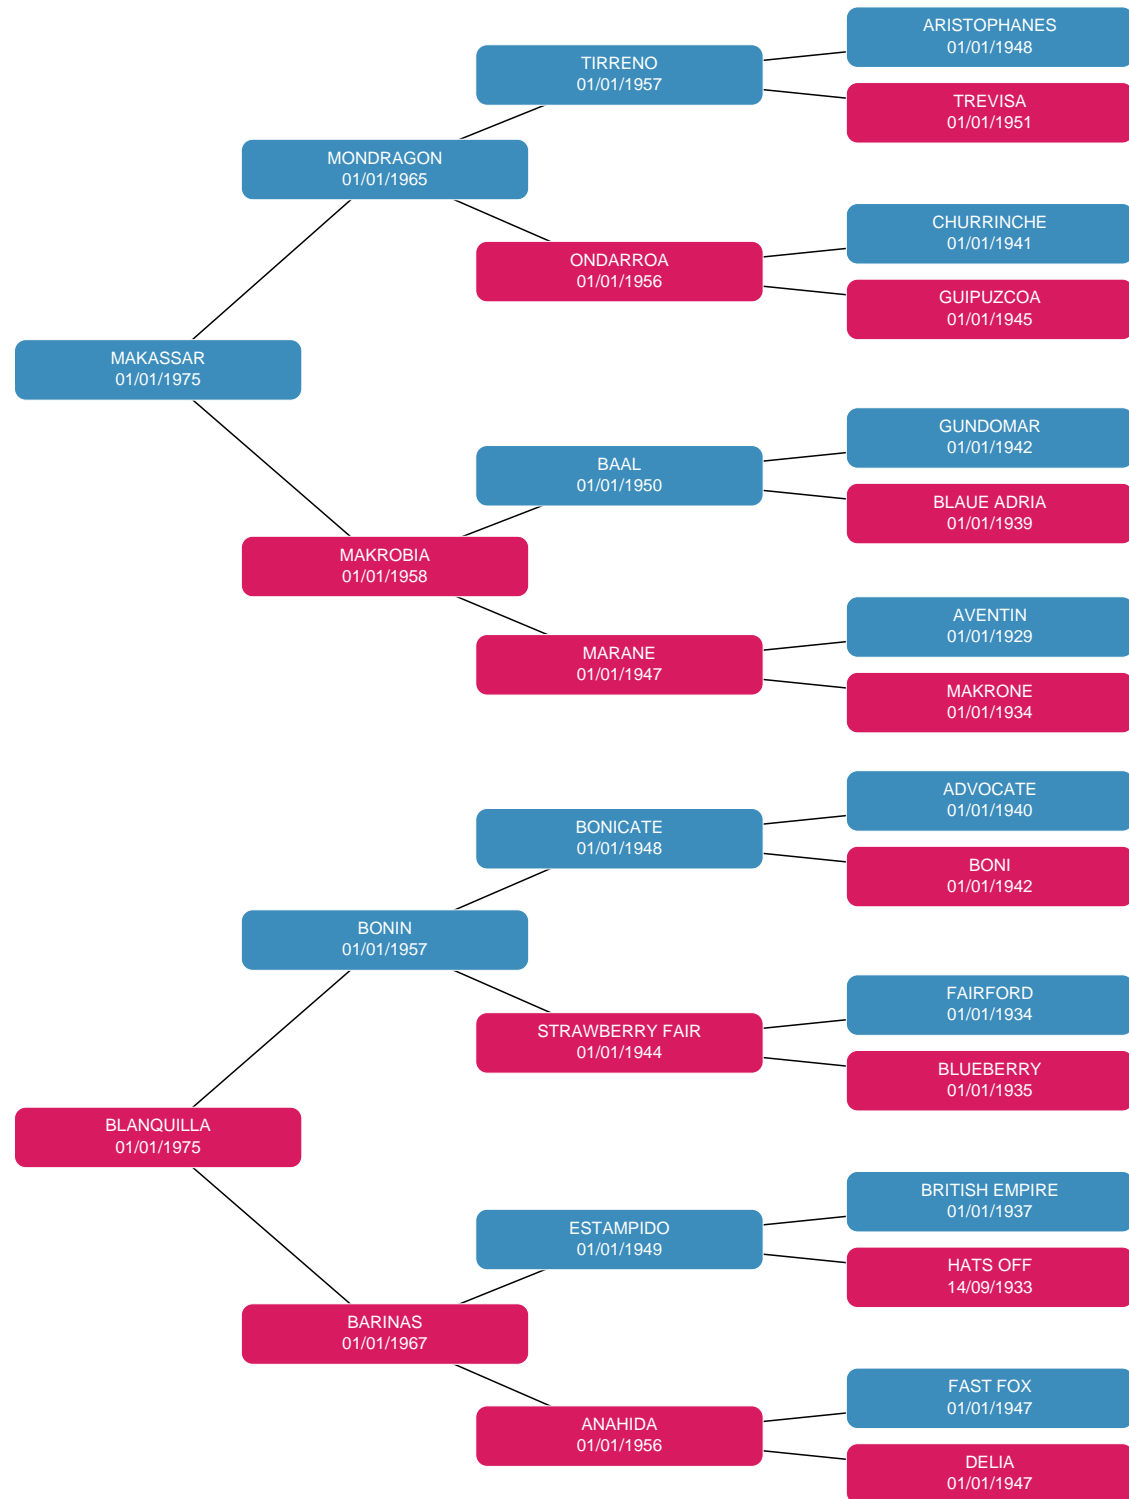 ARISTOPHANES
01/01/1948
TIRRENO
01/01/1957
TREVISA
01/01/1951
MONDRAGON
01/01/1965
CHURRINCHE
01/01/1941
ONDARROA
01/01/1956
GUIPUZCOA
01/01/1945
MAKASSAR
01/01/1975
GUNDOMAR
01/01/1942
BAAL
01/01/1950
BLAUE ADRIA
01/01/1939
MAKROBIA
01/01/1958
AVENTIN
01/01/1929
MARANE
01/01/1947
MAKRONE
01/01/1934
ADVOCATE
01/01/1940
BONICATE
01/01/1948
BONI
01/01/1942
BONIN
01/01/1957
FAIRFORD
01/01/1934
STRAWBERRY FAIR
01/01/1944
BLUEBERRY
01/01/1935
BLANQUILLA
01/01/1975
BRITISH EMPIRE
01/01/1937
ESTAMPIDO
01/01/1949
HATS OFF
14/09/1933
BARINAS
01/01/1967
FAST FOX
01/01/1947
ANAHIDA
01/01/1956
DELIA
01/01/1947